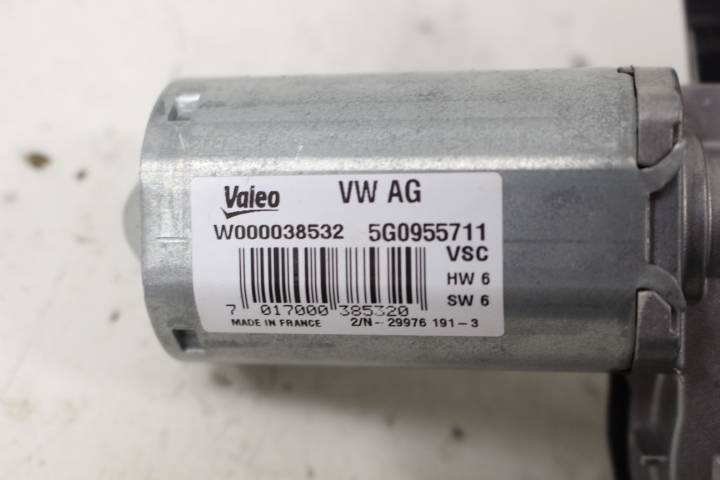 Valeo VW AG
W000038532 5G0955711
VSC
HW 6
SW 6
7 017000 385320
MADE IN FRANCE 2/N - 29976 191-3